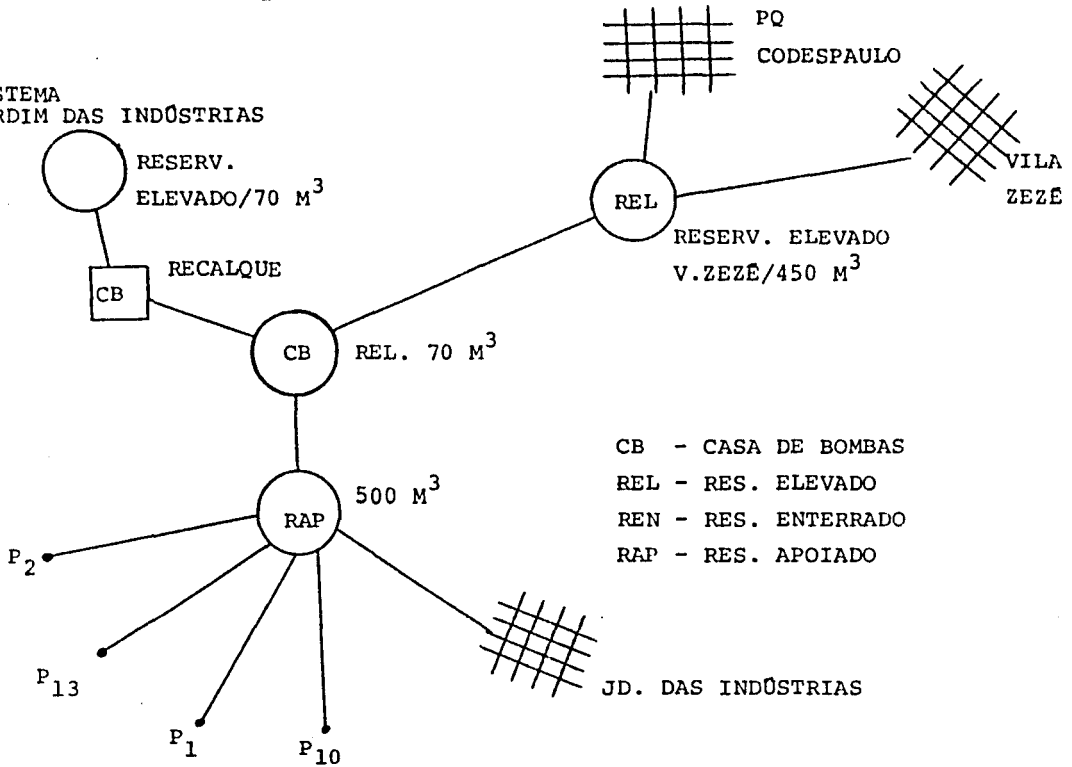 PQ
CODESPAULO
STEMA
RDIM DAS INDÚSTRIAS
RESERV.
ELEVADO/70 M³
VILA
ZEZÉ
REL
RESERV. ELEVADO
V.ZEZÉ/450 M³
RECALQUE
CB
CB
REL. 70 M³
500 M³
RAP
CB - CASA DE BOMBAS
REL - RES. ELEVADO
REN - RES. ENTERRADO
RAP - RES. APOIADO
P₂
P₁₃
P₁
P₁₀
JD. DAS INDÚSTRIAS